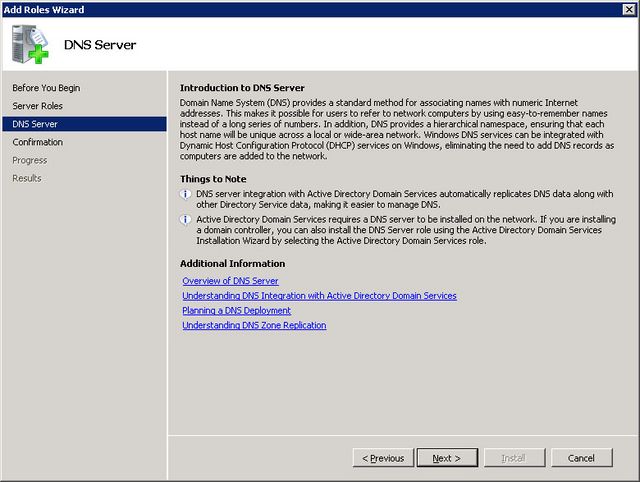 Add Roles Wizard
DNS Server
Before You Begin
Server Roles
DNS Server
Confirmation
Progress
Results
Introduction to DNS Server
Domain Name System (DNS) provides a standard method for associating names with numeric Internet
addresses. This makes it possible for users to refer to network computers by using easy-to-remember names
instead of a long series of numbers. In addition, DNS provides a hierarchical namespace, ensuring that each
host name will be unique across a local or wide-area network. Windows DNS services can be integrated with
Dynamic Host Configuration Protocol (DHCP) services on Windows, eliminating the need to add DNS records as
computers are added to the network.
Things to Note
DNS server integration with Active Directory Domain Services automatically replicates DNS data along with
other Directory Service data, making it easier to manage DNS.
Active Directory Domain Services requires a DNS server to be installed on the network. If you are installing
a domain controller, you can also install the DNS Server role using the Active Directory Domain Services
Installation Wizard by selecting the Active Directory Domain Services role.
Additional Information
Overview of DNS Server
Understanding DNS Integration with Active Directory Domain Services
Planning a DNS Deployment
Understanding DNS Zone Replication
< Previous
Next >
Install
Cancel